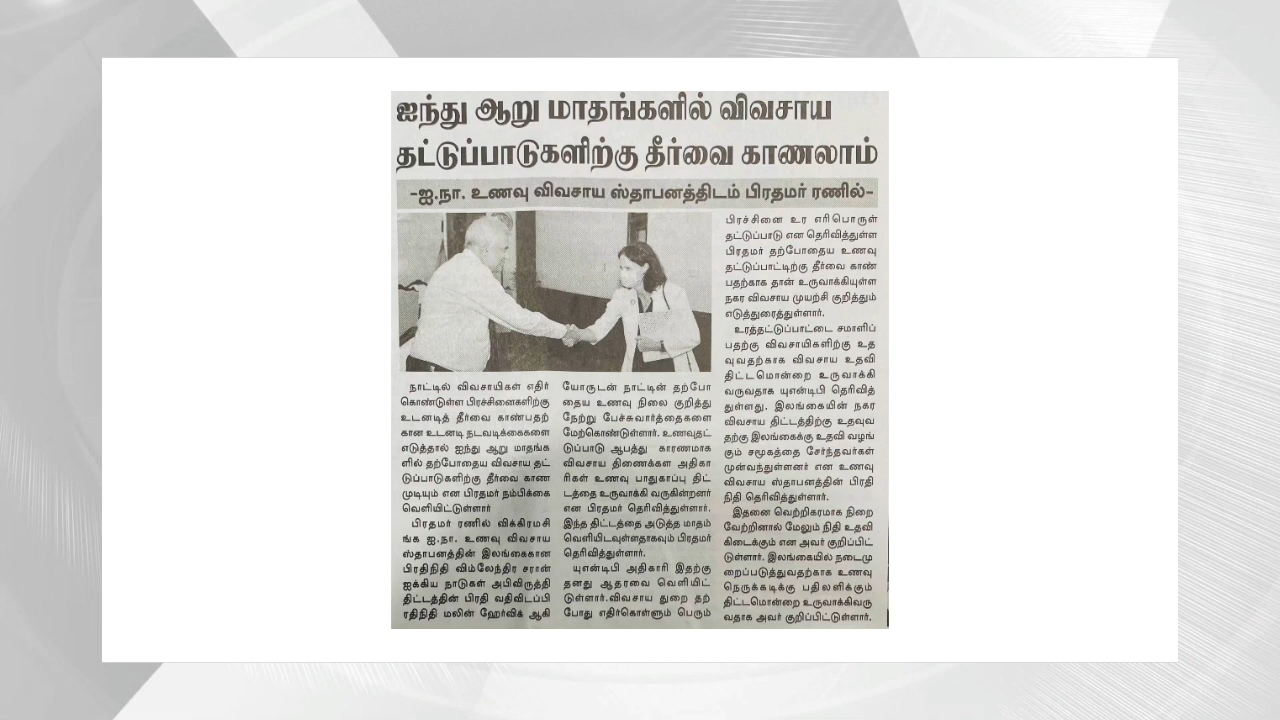 ஐந்து ஆறு மாதங்களில் விவசாய
தட்டுப்பாடுகளிற்கு தீர்வை காணலாம்
-ஐ.நா. உணவு விவசாய ஸ்தாபனத்திடம் பிரதமர் ரணில்-
நாட்டில் விவசாயிகள் எதிர்
கொண்டுள்ள பிரச்சினைகளிற்கு
உடனடித் தீர்வை காண்பதற்
கான உடனடி நடவடிக்கைகளை
எடுத்தால் ஐந்து ஆறு மாதங்க
ளில் தற்போதைய விவசாய தட்
டுப்பாடுகளிற்கு தீர்வை காண
முடியும் என பிரதமர் நம்பிக்கை
வெளியிட்டுள்ளார்
பிரதமர் ரணில் விக்கிரமசி
ங்க ஐ.நா. உணவு விவசாய
ஸ்தாபனத்தின் இலங்கைகான
பிரதிநிதி விம்லேந்திர சரான்
ஐக்கிய நாடுகள் அபிவிருத்தி
திட்டத்தின் பிரதி வதிவிடப்பி
ரதிநிதி மலின் ஹேர்விக் ஆகி
யோருடன் நாட்டின் தற்போ
தைய உணவு நிலை குறித்து
நேற்று பேச்சுவார்த்தைகளை
மேற்கொண்டுள்ளார். உணவுதட்
டுப்பாடு ஆபத்து காரணமாக
விவசாய திணைக்கள அதிகா
ரிகள் உணவு பாதுகாப்பு திட்
டத்தை உருவாக்கி வருகின்றனர்
என பிரதமர் தெரிவித்துள்ளார்.
இந்த திட்டத்தை அடுத்த மாதம்
வெளியிடவுள்ளதாகவும் பிரதமர்
தெரிவித்துள்ளார்.
யுஎன்டிபி அதிகாரி இதற்கு
தனது ஆதரவை வெளியிட்
டுள்ளார்.விவசாய துறை தற்
போது எதிர்கொள்ளும் பெரும்
பிரச்சினை உர எரிபொருள்
தட்டுப்பாடு என தெரிவித்துள்ள
பிரதமர் தற்போதைய உணவு
தட்டுப்பாட்டிற்கு தீர்வை காண்
பதற்காக தான் உருவாக்கியுள்ள
நகர விவசாய முயற்சி குறித்தும்
எடுத்துரைத்துள்ளார்.
உரத்தட்டுப்பாட்டை சமாளிப்
பதற்கு விவசாயிகளிற்கு உத
வுவதற்காக விவசாய உதவி
திட்டமொன்றை உருவாக்கி
வருவதாக யுஎன்டிபி தெரிவித்
துள்ளது. இலங்கையின் நகர
விவசாய திட்டத்திற்கு உதவுவ
தற்கு இலங்கைக்கு உதவி வழங்
கும் சமூகத்தை சேர்ந்தவர்கள்
முன்வந்துள்ளனர் என உணவு
விவசாய ஸ்தாபனத்தின் பிரதி
நிதி தெரிவித்துள்ளார்.
இதனை வெற்றிகரமாக நிறை
வேற்றினால் மேலும் நிதி உதவி
கிடைக்கும் என அவர் குறிப்பிட்
டுள்ளார். இலங்கையில் நடைமு
றைப்படுத்துவதற்காக உணவு
நெருக்கடிக்கு பதிலளிக்கும்
திட்டமொன்றை உருவாக்கிவரு
வதாக அவர் குறிப்பிட்டுள்ளார்.